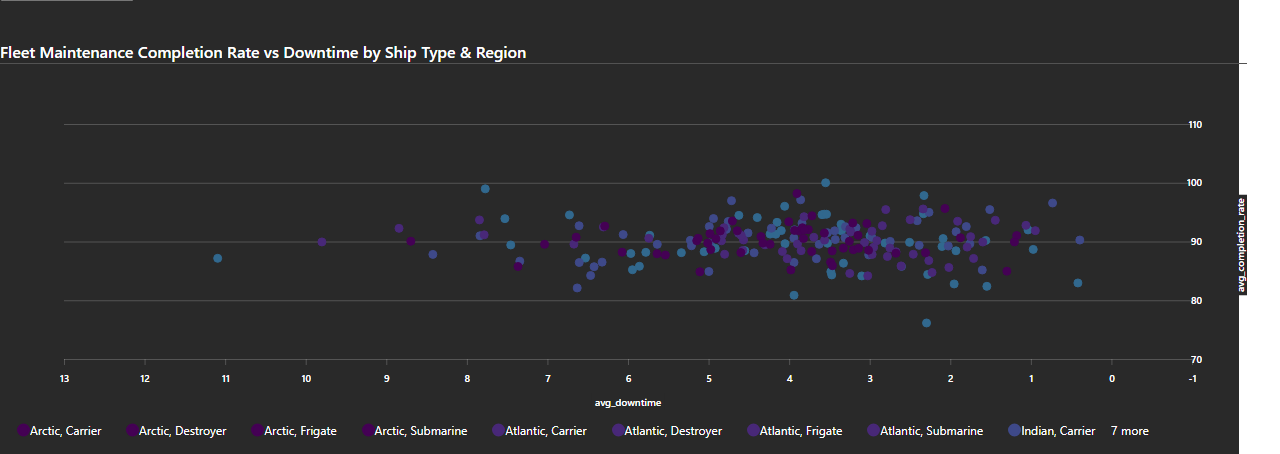 Fleet Maintenance Completion Rate vs Downtime by Ship Type & Region
110
100
90
80
70
avg_completion_rate
13 12 11 10 9 8 7 6 5 4 3 2 1 0 -1
avg_downtime
Arctic, Carrier Arctic, Destroyer Arctic, Frigate Arctic, Submarine Atlantic, Carrier Atlantic, Destroyer Atlantic, Frigate Atlantic, Submarine Indian, Carrier 7 more